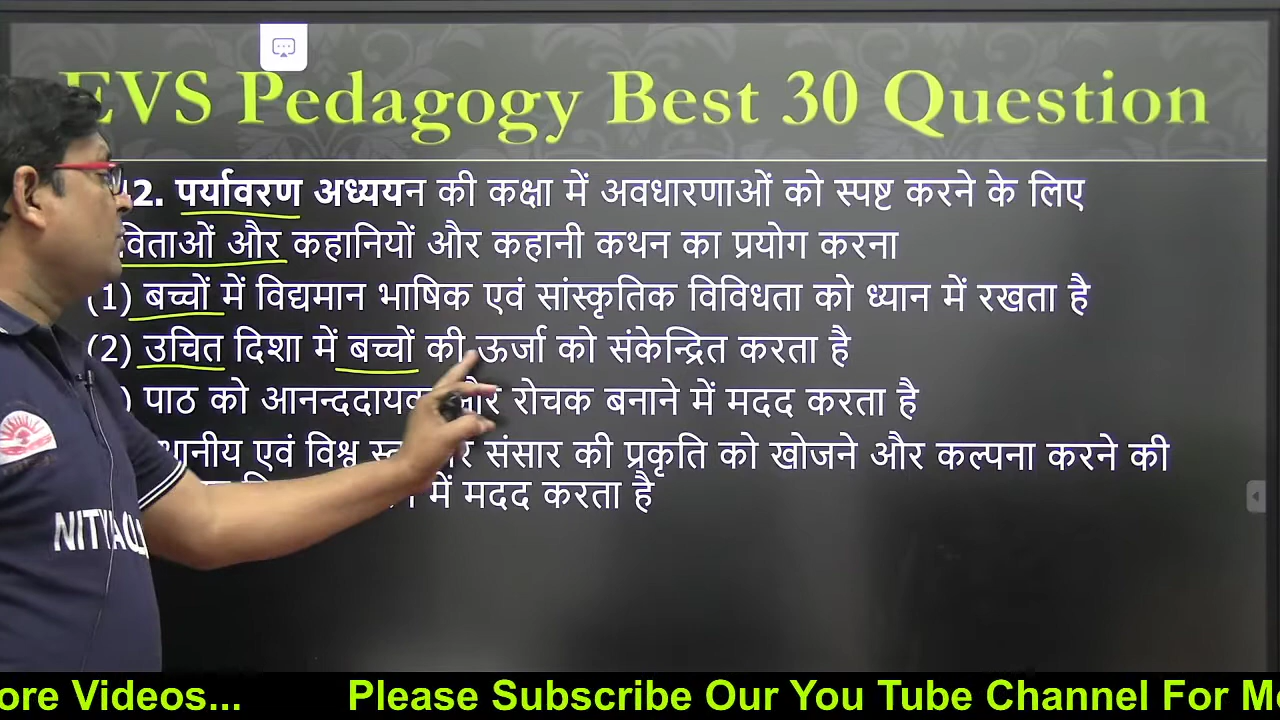 EVS Pedagogy Best 30 Question
42. पर्यावरण अध्ययन की कक्षा में अवधारणाओं को स्पष्ट करने के लिए
और कहानियों और कहानी कथन का प्रयोग करना
(1) बच्चों में विद्यमान भाषिक एवं सांस्कृतिक विविधता को ध्यान में रखता है
(2) उचित दिशा में बच्चों की ऊर्जा को संकेन्द्रित करता है
पाठ को आनन्ददायक और रोचक बनाने में मदद करता है
एवं विश्व संसार की प्रकृति को खोजने और कल्पना करने की
में मदद करता है
ore Videos... Please Subscribe Our You Tube Channel For Mo